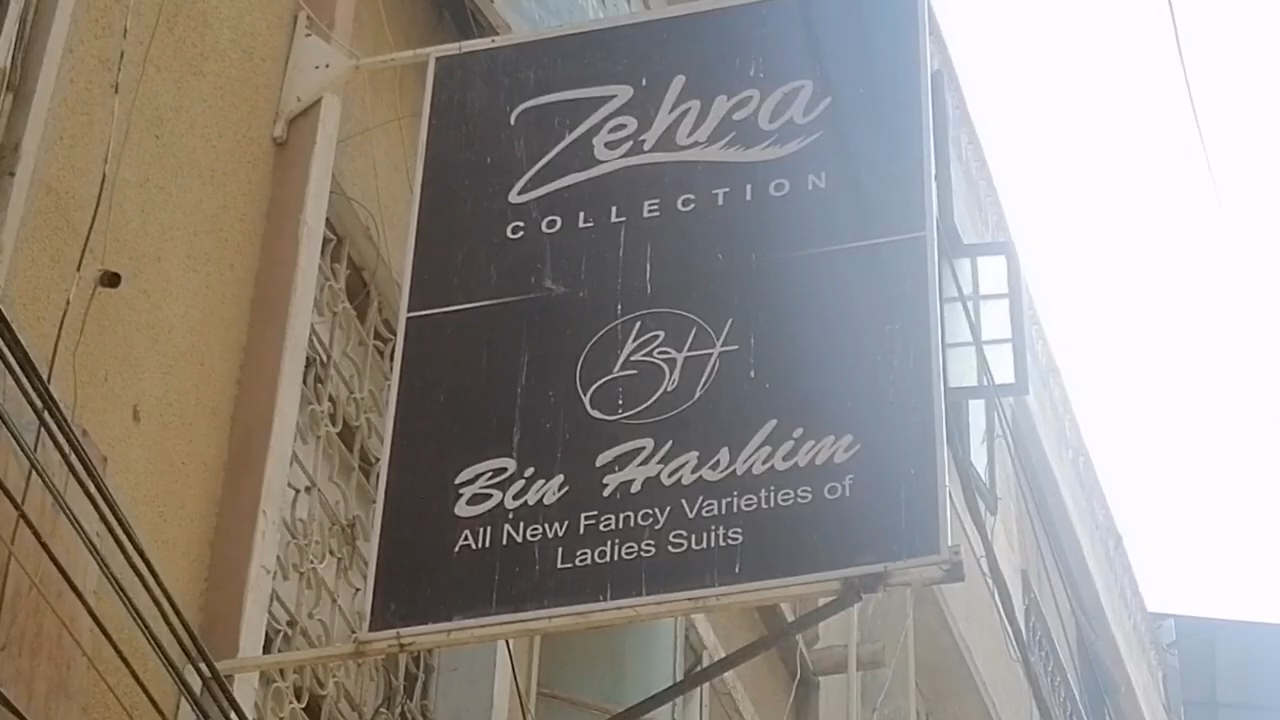 Zehra
COLLECTION
BH
Bin Hashim
All New Fancy Varieties of
Ladies Suits